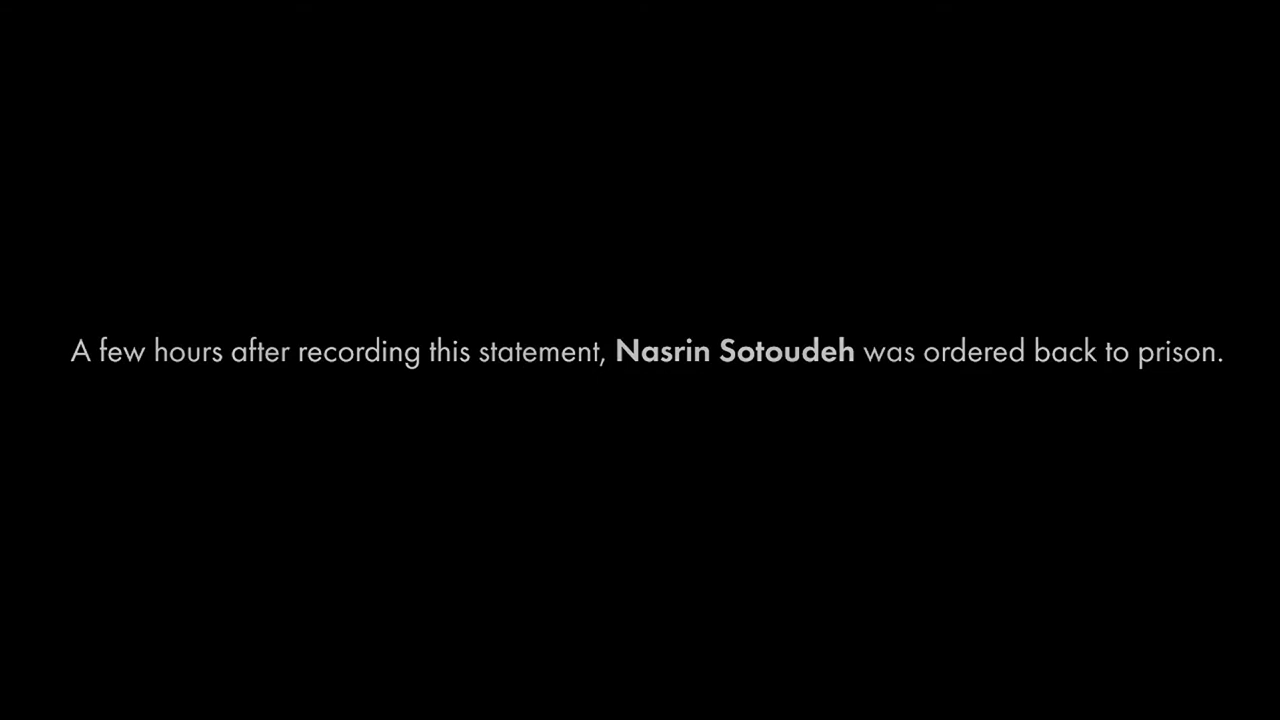 A few hours after recording this statement, Nasrin Sotoudeh was ordered back to prison.